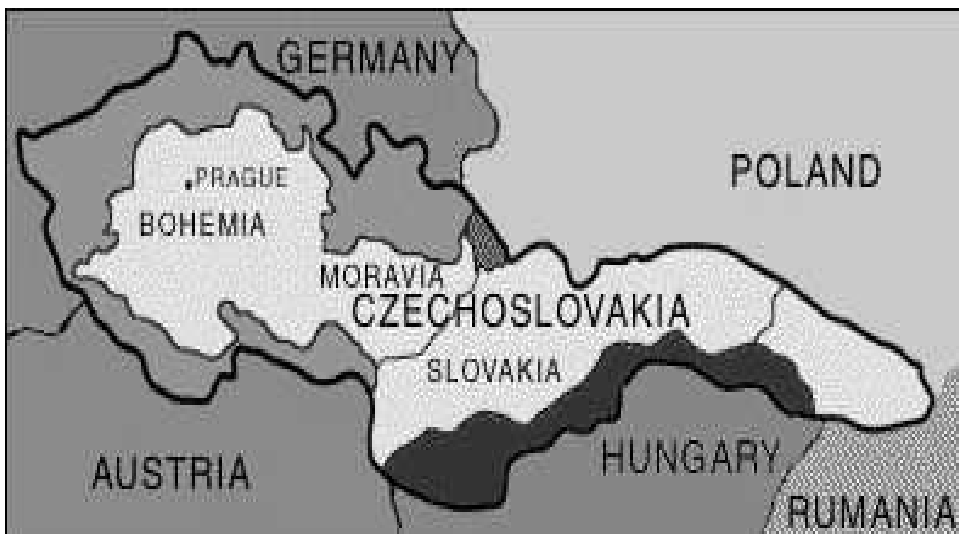 GERMANY
POLAND
PRAGUE
BOHEMIA
MORAVIA
CZECHOSLOVAKIA
SLOVAKIA
AUSTRIA
HUNGARY
RUMANIA